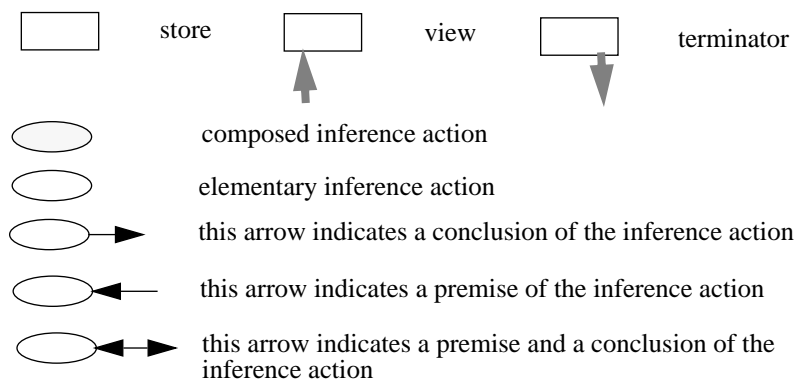 store
view
terminator
composed inference action
elementary inference action
this arrow indicates a conclusion of the inference action
this arrow indicates a premise of the inference action
this arrow indicates a premise and a conclusion of the
inference action